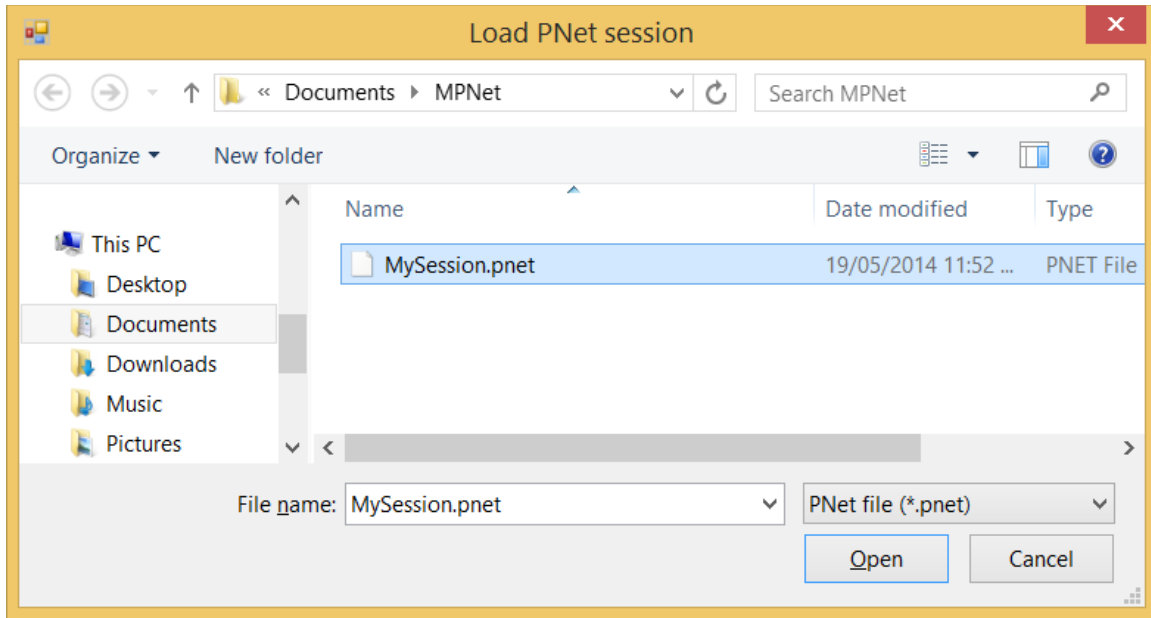 Load PNet session
« Documents MPNet Search MPNet
Organize New folder
Name Date modified Type
This PC
MySession.pnet 19/05/2014 11:52 ... PNET File
Desktop
Documents
Downloads
Music
Pictures
File name: MySession.pnet PNet file (*.pnet)
Open Cancel